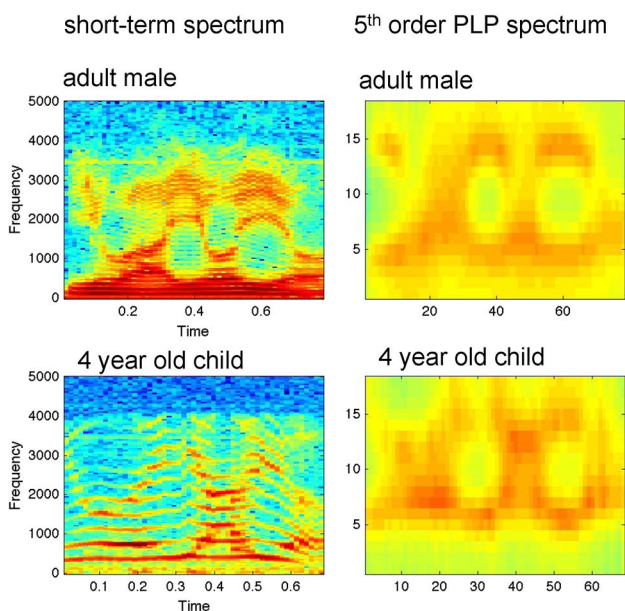 short-term spectrum
5th order PLP spectrum
adult male
adult male
5000
4000
3000
2000
1000
0
Frequency
0.2 0.4 0.6
Time
15
10
5
20 40 60
4 year old child
4 year old child
5000
4000
3000
2000
1000
0
Frequency
0.1 0.2 0.3 0.4 0.5 0.6
Time
15
10
5
10 20 30 40 50 60